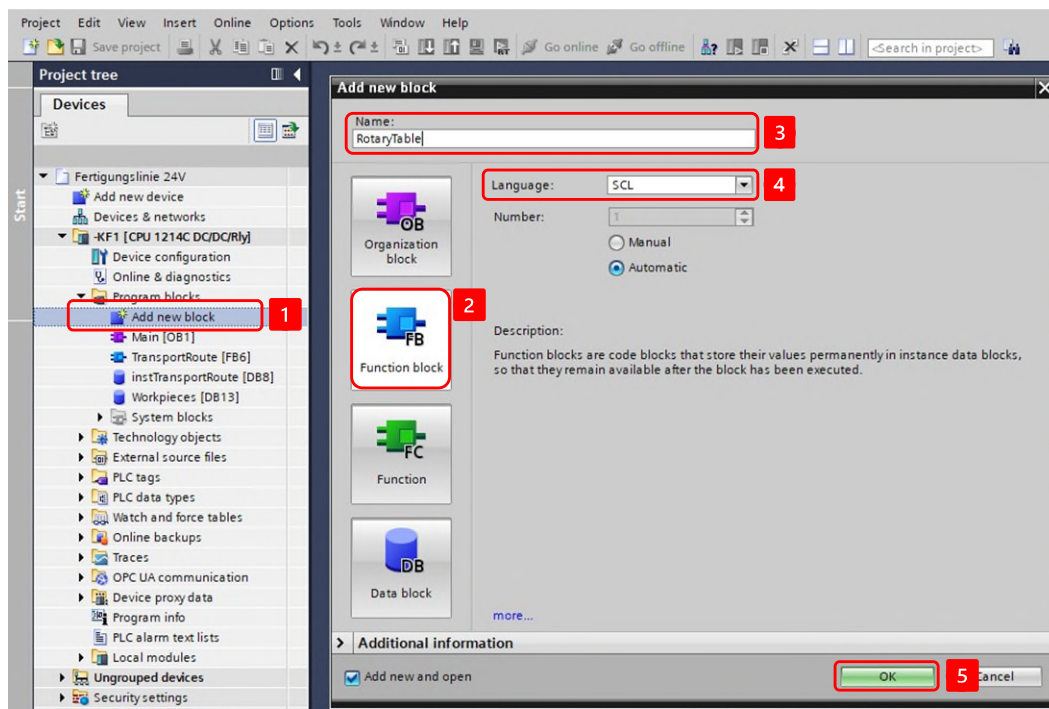 Project Edit View Insert Online Options Tools Window Help
Save project Go online Go offline <Search in project>
Project tree
Devices
Start
Fertigungslinie 24V
Add new device
Devices & networks
-KF1 [CPU 1214C DC/DC/Rly]
Device configuration
Online & diagnostics
Program blocks
Add new block
1
Main [OB1]
TransportRoute [FB6]
instTransportRoute [DB8]
Workpieces [DB13]
System blocks
Technology objects
External source files
PLC tags
PLC data types
Watch and force tables
Online backups
Traces
OPC UA communication
Device proxy data
Program info
PLC alarm text lists
Local modules
Ungrouped devices
Security settings
Add new block
Name:
RotaryTable
3
OB
Organization
block
2
FB
Function block
FC
Function
DB
Data block
Language: SCL
4
Number: 1
Manual
Automatic
Description:
Function blocks are code blocks that store their values permanently in instance data blocks,
so that they remain available after the block has been executed.
more...
> Additional information
Add new and open
OK
5
Cancel